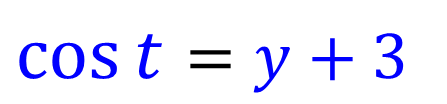 cos t = y + 3